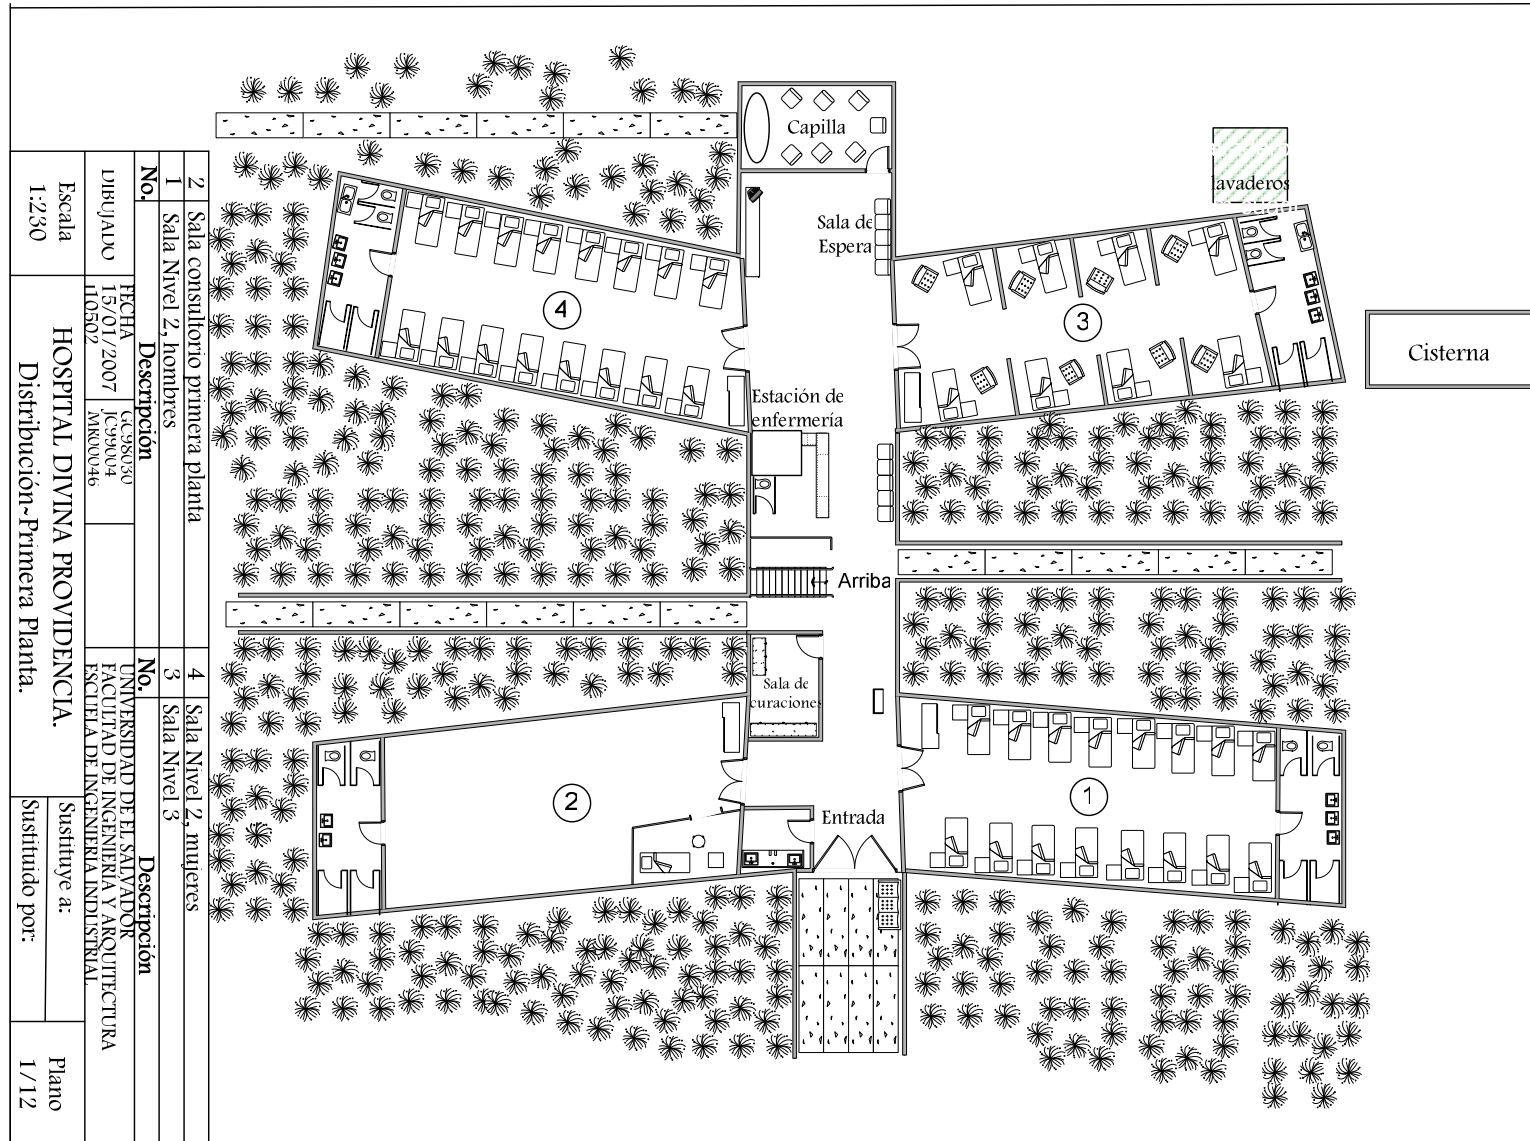 Capilla
Sala de
Espera
lavaderos
4
3
Cisterna
Estación de
enfermería
Arriba
Sala de
curaciones
2
1
Entrada
2 Sala consultorio primera planta
1 Sala Nivel 2, hombres
No. Descripción
4 Sala Nivel 2, mujeres
3 Sala Nivel 3
No. Descripción
DIBUJADO
FECHA
15/01/2007
GC98030
JC99004
MR00046
UNIVERSIDAD DE EL SALVADOR
FACULTAD DE INGENIERIA Y ARQUITECTURA
ESCUELA DE INGENIERIA INDUSTRIAL
Escala
1:230
HOSPITAL DIVINA PROVIDENCIA.
Distribución~Primera Planta.
Sustituye a:
Sustituido por:
Plano
1/12